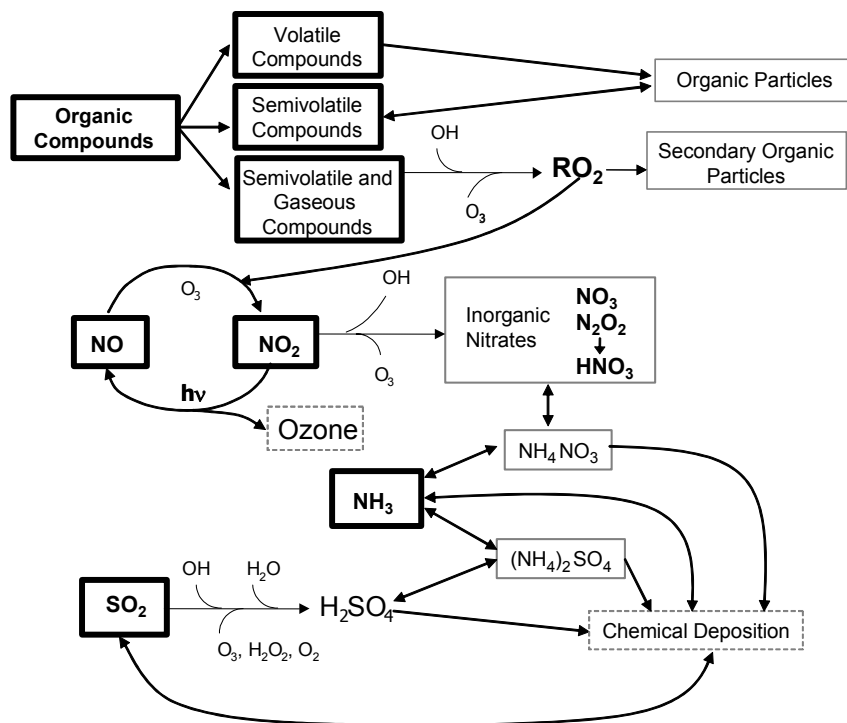 Volatile
Compounds
Organic Particles
Organic
Compounds
Semivolatile
Compounds
OH
Semivolatile and
Gaseous
Compounds
O₃
RO₂
Secondary Organic
Particles
O₃
OH
NO
NO₂
O₃
Inorganic
Nitrates
NO₃
N₂O₂
HNO₃
hν
Ozone
NH₄NO₃
NH₃
(NH₄)₂SO₄
OH
H₂O
SO₂
H₂SO₄
O₃, H₂O₂, O₂
Chemical Deposition